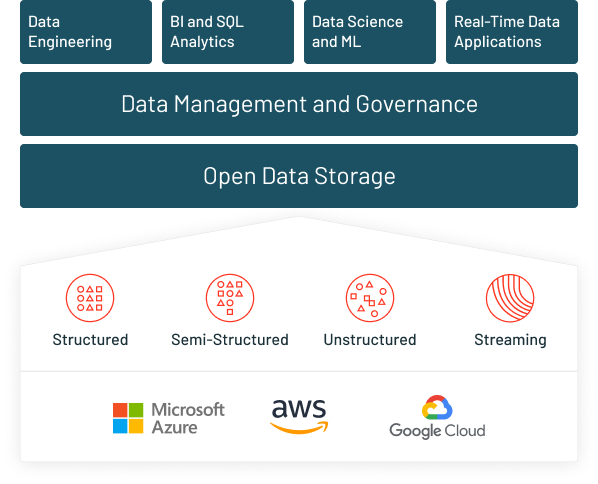 Data
Engineering
BI and SQL
Analytics
Data Science
and ML
Real-Time Data
Applications
Data Management and Governance
Open Data Storage
Structured
Semi-Structured
Unstructured
Streaming
Microsoft
Azure
aws
Google Cloud